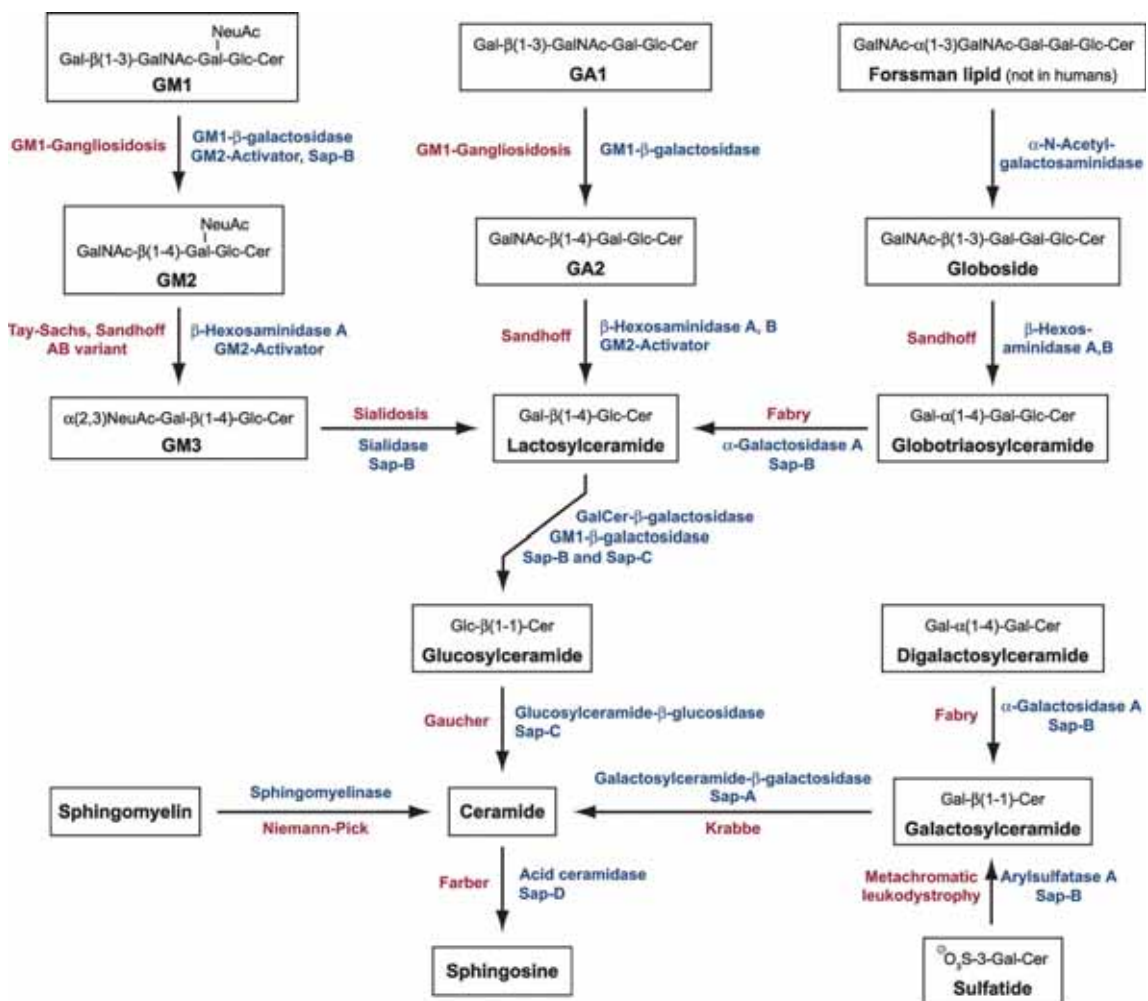 NeuAc
Gal-β(1-3)-GalNAc-Gal-Glc-Cer
GM1
Gal-β(1-3)-GalNAc-Gal-Glc-Cer
GA1
GalNAc-α(1-3)GalNAc-Gal-Gal-Glc-Cer
Forssman lipid (not in humans)
GM1-Gangliosidosis
GM1-β-galactosidase
GM2-Activator, Sap-B
GM1-Gangliosidosis
GM1-β-galactosidase
α-N-Acetyl-
galactosaminidase
NeuAc
GalNAc-β(1-4)-Gal-Glc-Cer
GM2
GalNAc-β(1-4)-Gal-Glc-Cer
GA2
GalNAc-β(1-3)-Gal-Gal-Glc-Cer
Globoside
Tay-Sachs, Sandhoff
AB variant
β-Hexosaminidase A
GM2-Activator
Sandhoff
β-Hexosaminidase A, B
GM2-Activator
Sandhoff
β-Hexos-
aminidase A,B
α(2,3)NeuAc-Gal-β(1-4)-Glc-Cer
GM3
Sialidosis
Sialidase
Sap-B
Gal-β(1-4)-Glc-Cer
Lactosylceramide
Fabry
α-Galactosidase A
Sap-B
Gal-α(1-4)-Gal-Glc-Cer
Globotriaosylceramide
GalCer-β-galactosidase
GM1-β-galactosidase
Sap-B and Sap-C
Glc-β(1-1)-Cer
Glucosylceramide
Gal-α(1-4)-Gal-Cer
Digalactosylceramide
Gaucher
Glucosylceramide-β-glucosidase
Sap-C
Fabry
α-Galactosidase A
Sap-B
Sphingomyelin
Sphingomyelinase
Niemann-Pick
Ceramide
Galactosylceramide-β-galactosidase
Sap-A
Krabbe
Gal-β(1-1)-Cer
Galactosylceramide
Farber
Acid ceramidase
Sap-D
Metachromatic
leukodystrophy
Arylsulfatase A
Sap-B
Sphingosine
⊖O₃S-3-Gal-Cer
Sulfatide